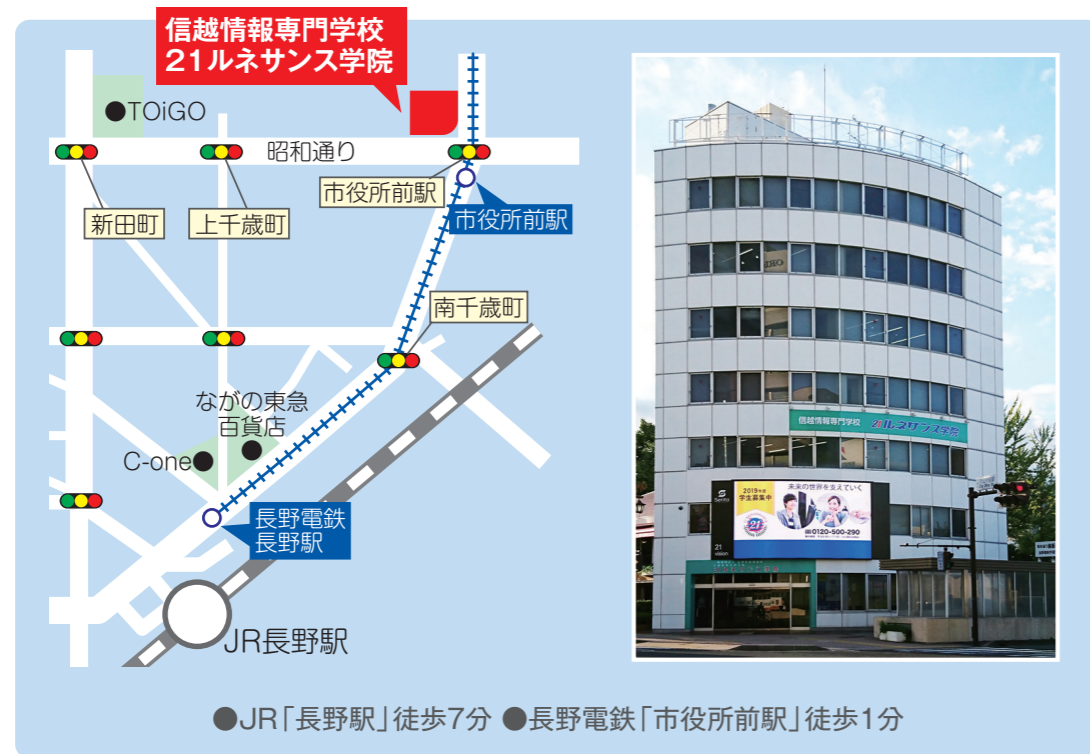 信越情報専門学校
21ルネサンス学院
TOiGO
昭和通り
市役所前駅
新田町
上千歳町
市役所前駅
南千歳町
ながの東急
百貨店
C-one
長野電鉄
長野駅
JR長野駅
信越情報専門学校 21ルネサンス学院
未来の世界を支えていく
2019年度
学生募集中
21
0120-500-290
Sento
21
vision
●JR「長野駅」徒歩7分 ●長野電鉄「市役所前駅」徒歩1分